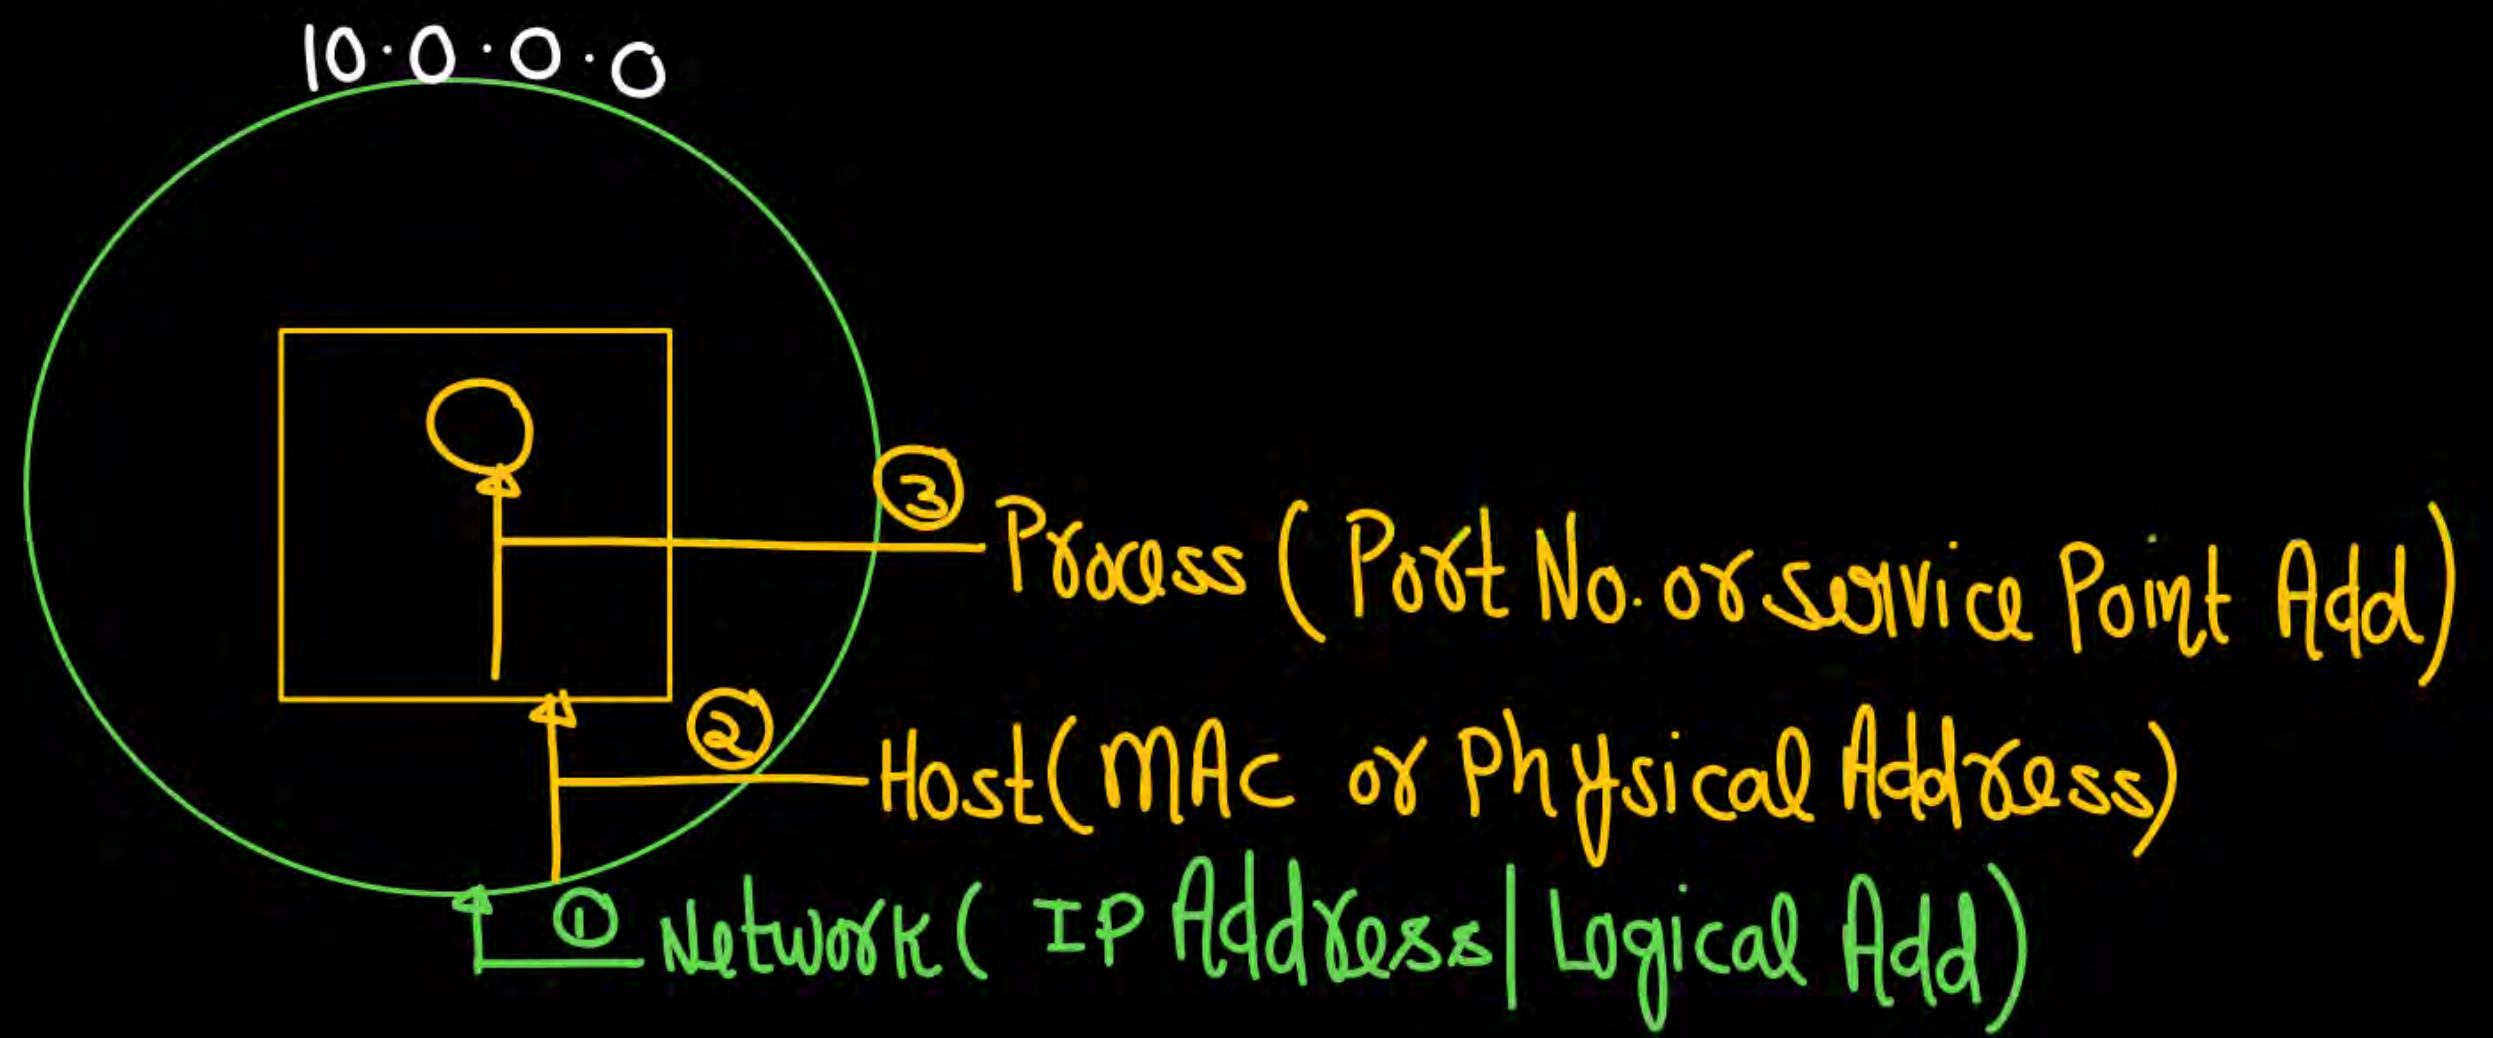 10.0.0.0
③ Process (Port No. or service Point Add)
② Host (MAC or Physical Address)
① Network ( IP Address | Logical Add)